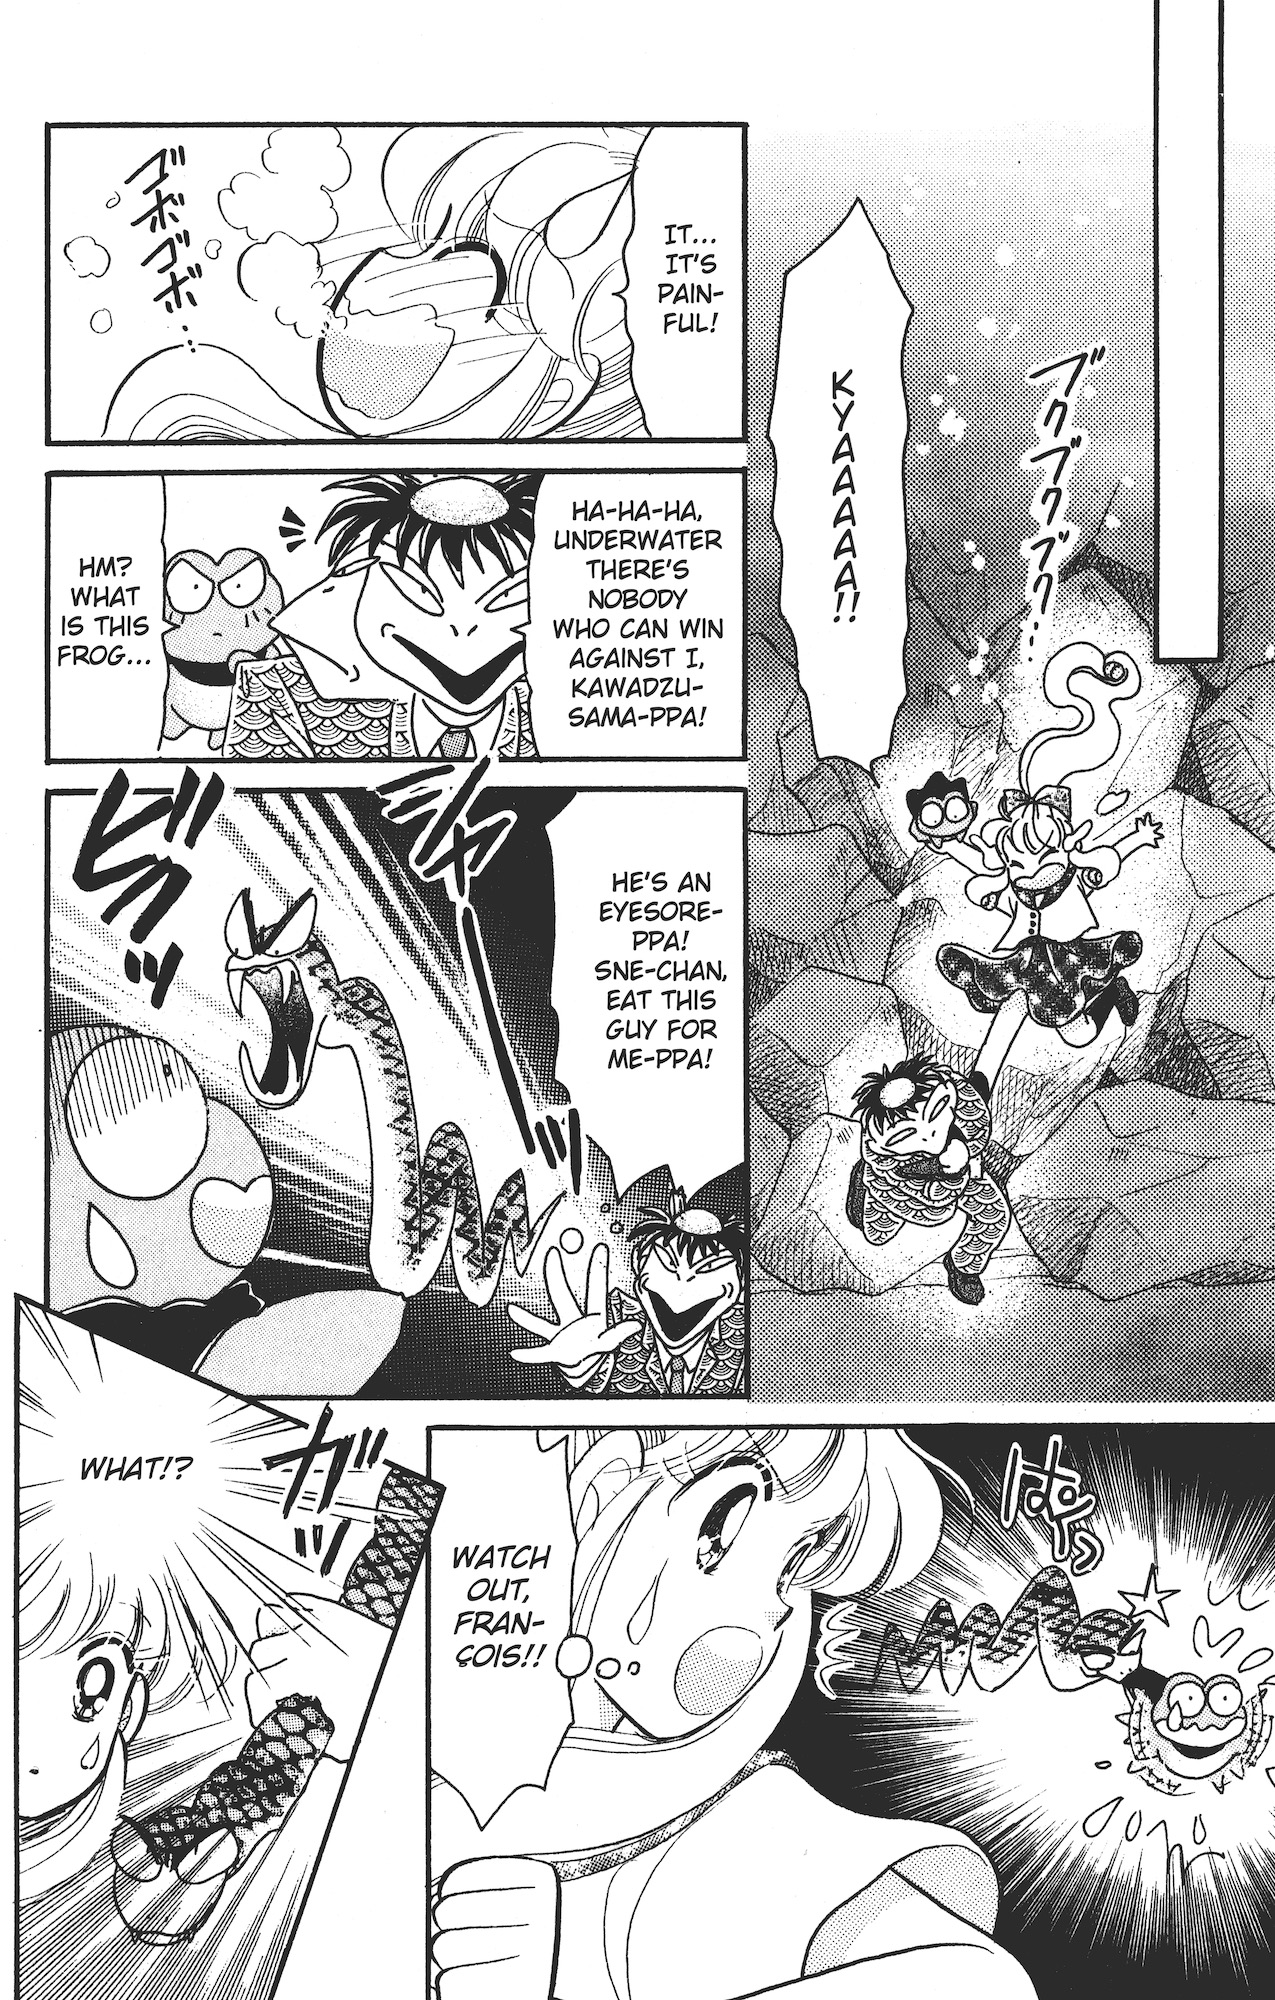 KYAAAAA!!
ブクブクブク…
IT...
IT'S
PAIN-
FUL!
ゴボゴボ…
HA-HA-HA,
UNDERWATER
THERE'S
NOBODY
WHO CAN WIN
AGAINST I,
KAWADZU-
SAMA-PPA!
HM?
WHAT
IS THIS
FROG...
HE'S AN
EYESORE-
PPA!
SNE-CHAN,
EAT THIS
GUY FOR
ME-PPA!
シャーッ
ビクッ
ぱっ
WATCH
OUT,
FRAN-
ÇOIS!!
WHAT!?
ガッ